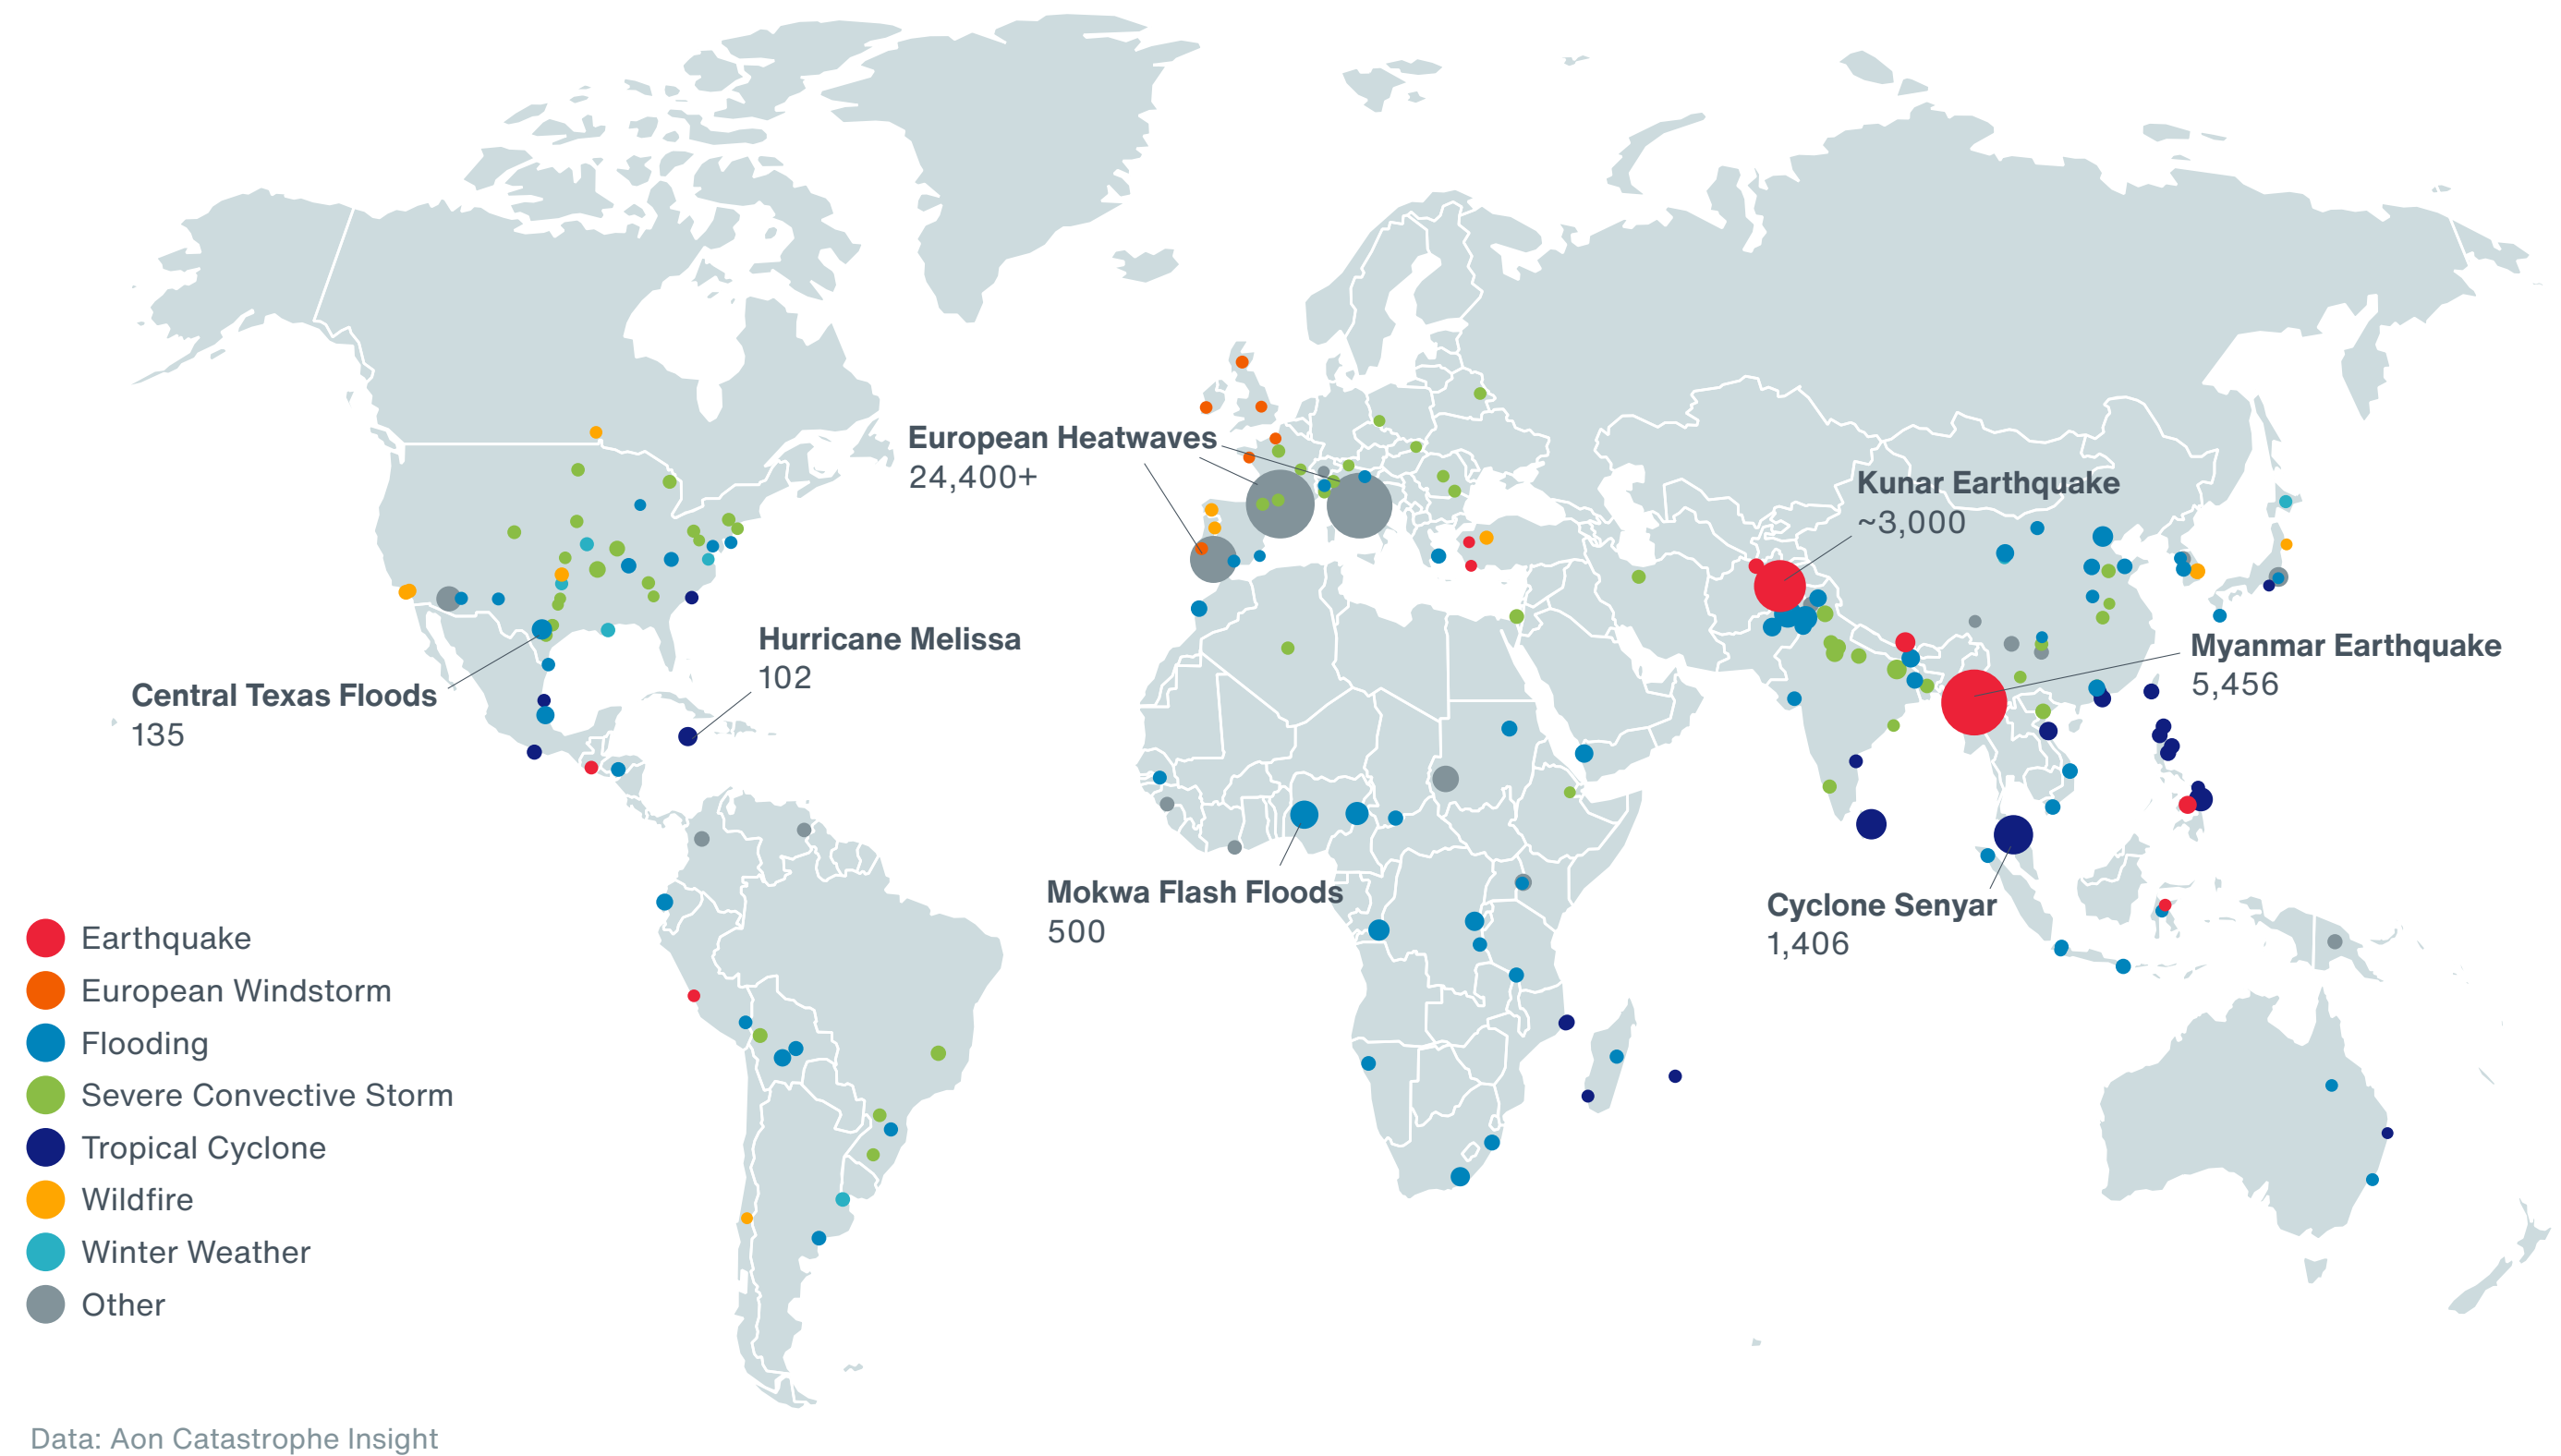 European Heatwaves
24,400+
Kunar Earthquake
~3,000
Hurricane Melissa
102
Myanmar Earthquake
5,456
Central Texas Floods
135
Mokwa Flash Floods
500
Cyclone Senyar
1,406
Earthquake
European Windstorm
Flooding
Severe Convective Storm
Tropical Cyclone
Wildfire
Winter Weather
Other
Data: Aon Catastrophe Insight